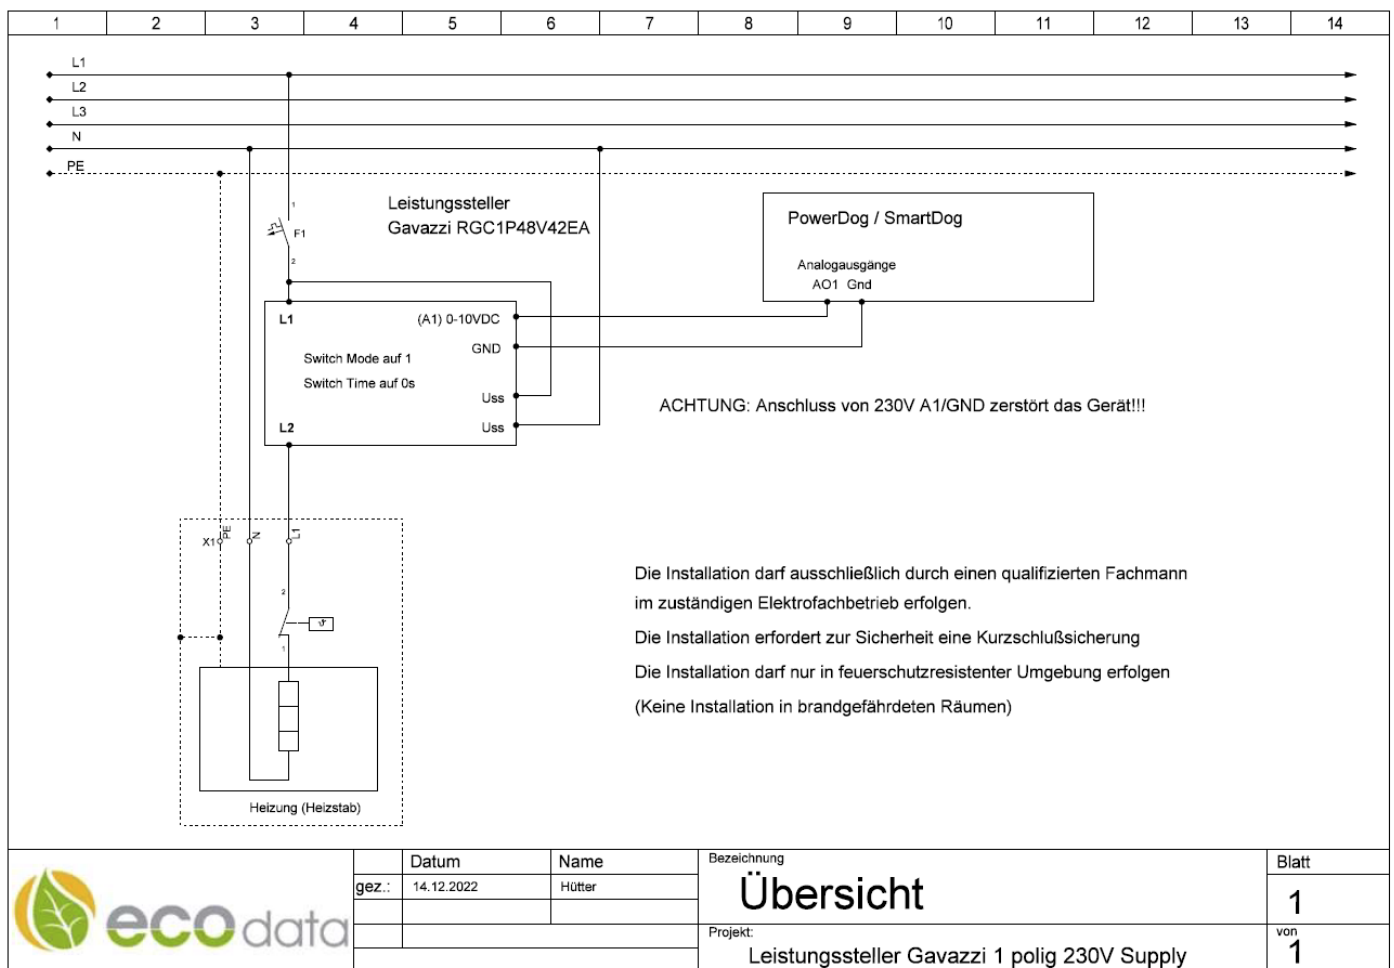 1 2 3 4 5 6 7 8 9 10 11 12 13 14
L1
L2
L3
N
PE
Leistungssteller
Gavazzi RGC1P48V42EA
1
F1
2
PowerDog / SmartDog
Analogausgänge
AO1 Gnd
L1 (A1) 0-10VDC
GND
Switch Mode auf 1
Switch Time auf 0s
Uss
L2 Uss
ACHTUNG: Anschluss von 230V A1/GND zerstört das Gerät!!!
X1 PE N L1
2
ϑ
1
Heizung (Heizstab)
Die Installation darf ausschließlich durch einen qualifizierten Fachmann
im zuständigen Elektrofachbetrieb erfolgen.
Die Installation erfordert zur Sicherheit eine Kurzschlußsicherung
Die Installation darf nur in feuerschutzresistenter Umgebung erfolgen
(Keine Installation in brandgefährdeten Räumen)
ecodata
Datum Name
gez.: 14.12.2022 Hütter
Bezeichnung
Übersicht
Projekt:
Leistungssteller Gavazzi 1 polig 230V Supply
Blatt
1
von
1